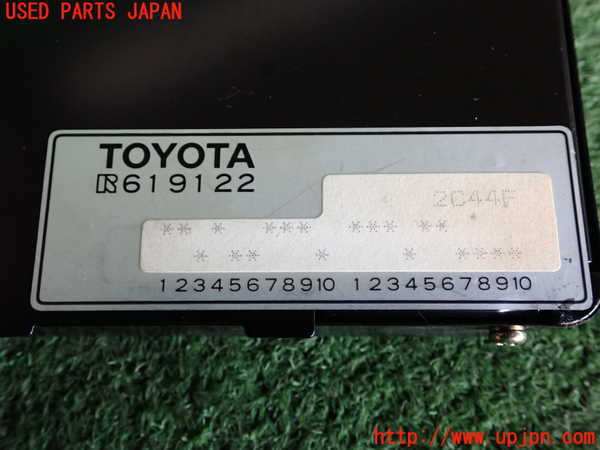 USED PARTS JAPAN
TOYOTA
R619122
2C44F
** * *** *** **
* ** * * ****
12345678910 12345678910
http://www.upjpn.com